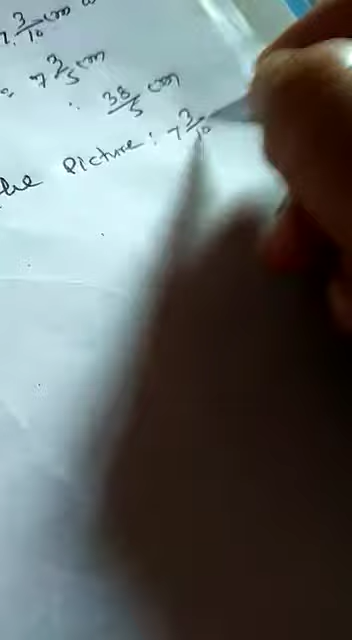 7 3/10 cm
= 7 3/5 cm
∴ 38/5 cm
the Picture : 7 3/10